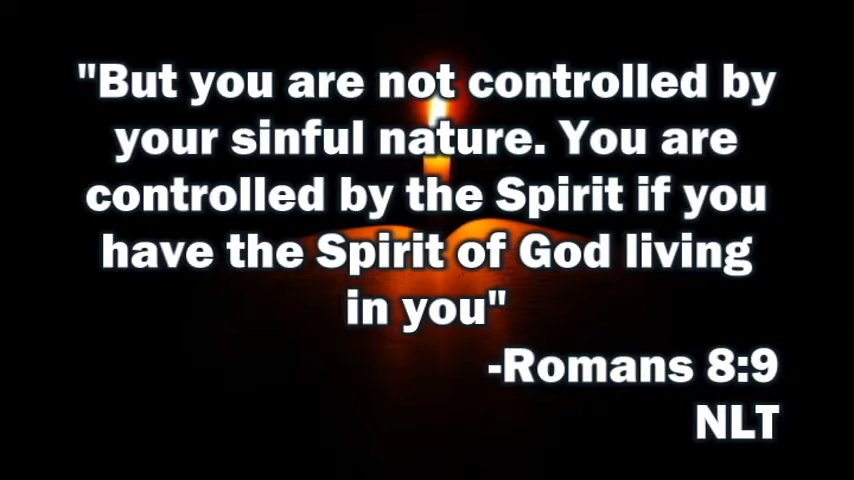 "But you are not controlled by
your sinful nature. You are
controlled by the Spirit if you
have the Spirit of God living
in you"
-Romans 8:9
NLT